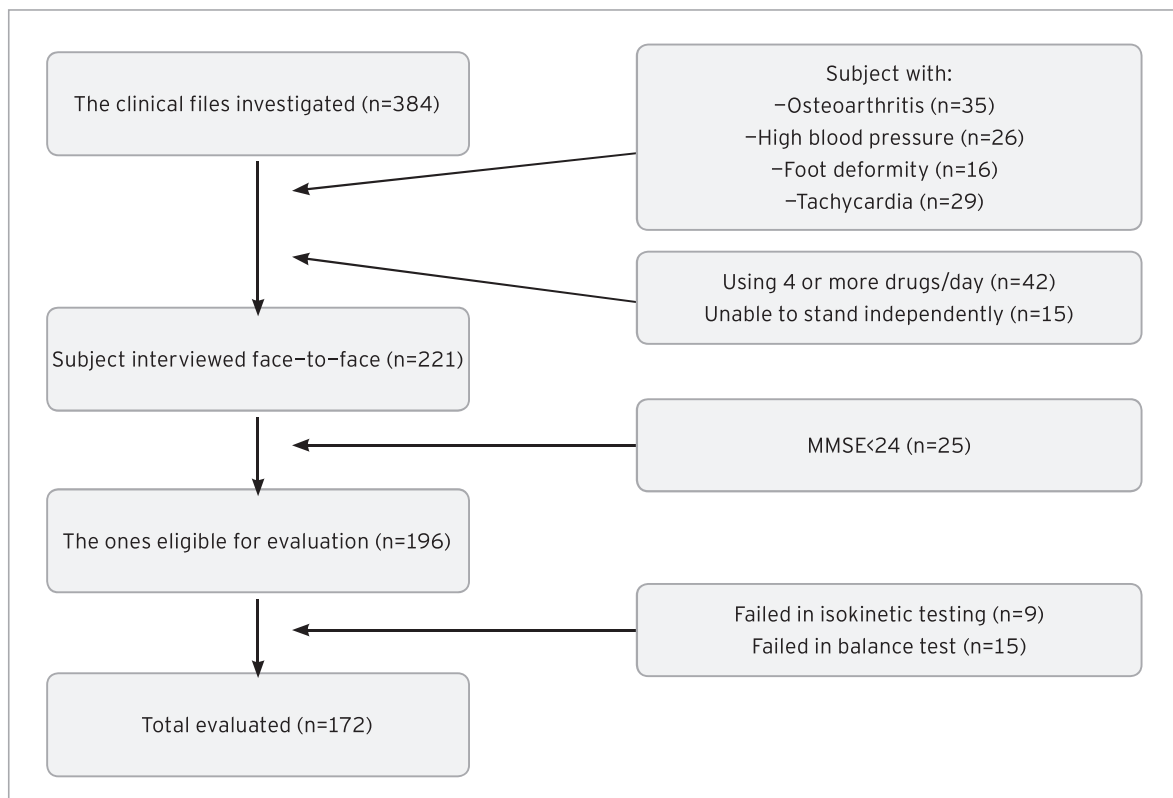 The clinical files investigated (n=384)
Subject with:
−Osteoarthritis (n=35)
−High blood pressure (n=26)
−Foot deformity (n=16)
−Tachycardia (n=29)
Using 4 or more drugs/day (n=42)
Unable to stand independently (n=15)
Subject interviewed face−to−face (n=221)
MMSE<24 (n=25)
The ones eligible for evaluation (n=196)
Failed in isokinetic testing (n=9)
Failed in balance test (n=15)
Total evaluated (n=172)